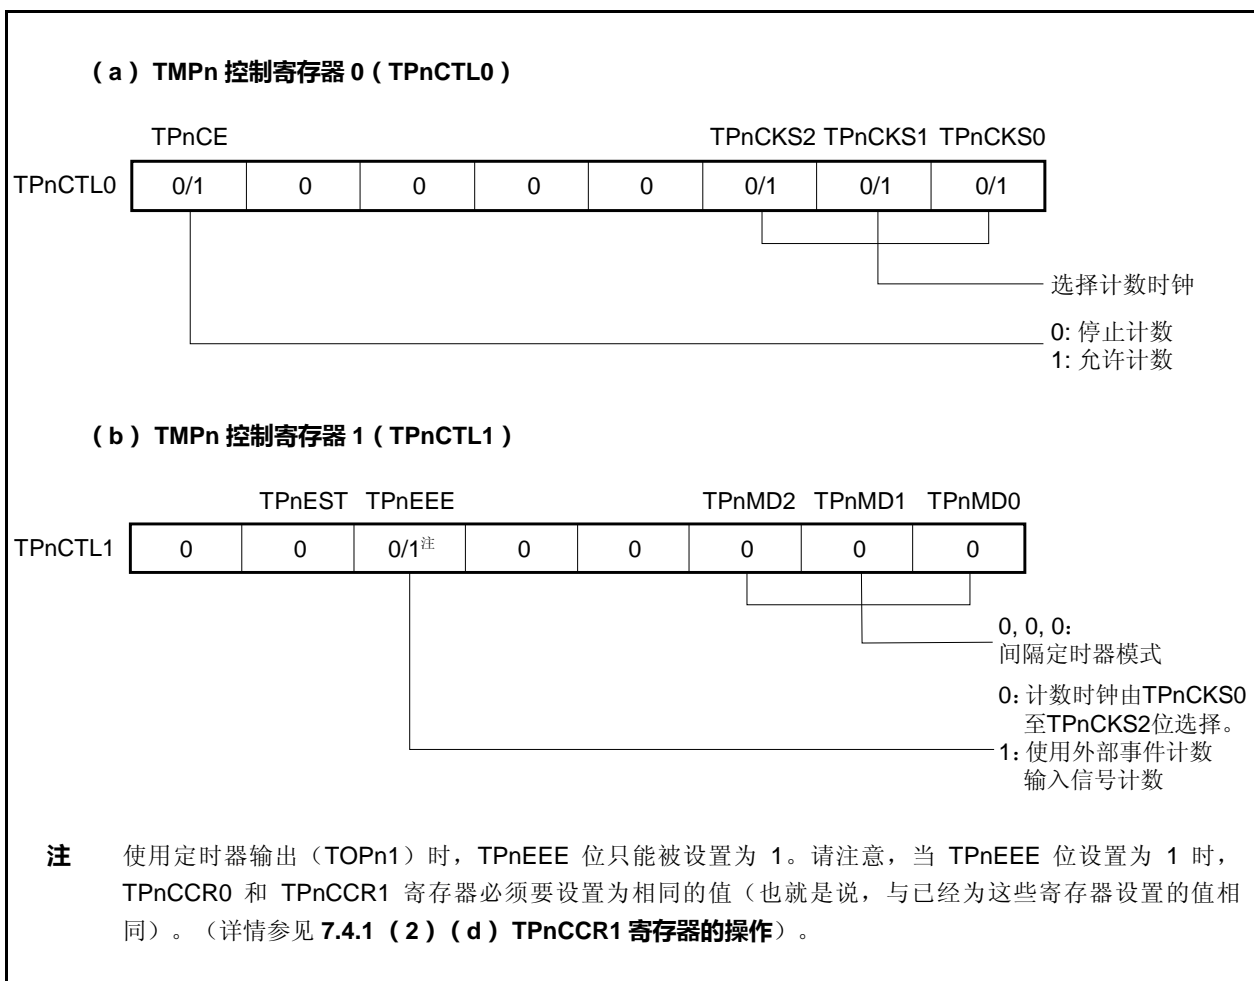 （a） TMPn 控制寄存器 0（TPnCTL0）
TPnCE TPnCKS2 TPnCKS1 TPnCKS0
TPnCTL0 0/1 0 0 0 0 0/1 0/1 0/1
选择计数时钟
0: 停止计数
1: 允许计数
（b） TMPn 控制寄存器 1（TPnCTL1）
TPnEST TPnEEE TPnMD2 TPnMD1 TPnMD0
TPnCTL1 0 0 0/1注 0 0 0 0 0
0, 0, 0：
间隔定时器模式
0：计数时钟由TPnCKS0
至TPnCKS2位选择。
1：使用外部事件计数
输入信号计数
注 使用定时器输出（TOPn1）时，TPnEEE 位只能被设置为 1。请注意，当 TPnEEE 位设置为 1 时，
TPnCCR0 和 TPnCCR1 寄存器必须要设置为相同的值（也就是说，与已经为这些寄存器设置的值相
同）。（详情参见 7.4.1 （2）（d） TPnCCR1 寄存器的操作）。